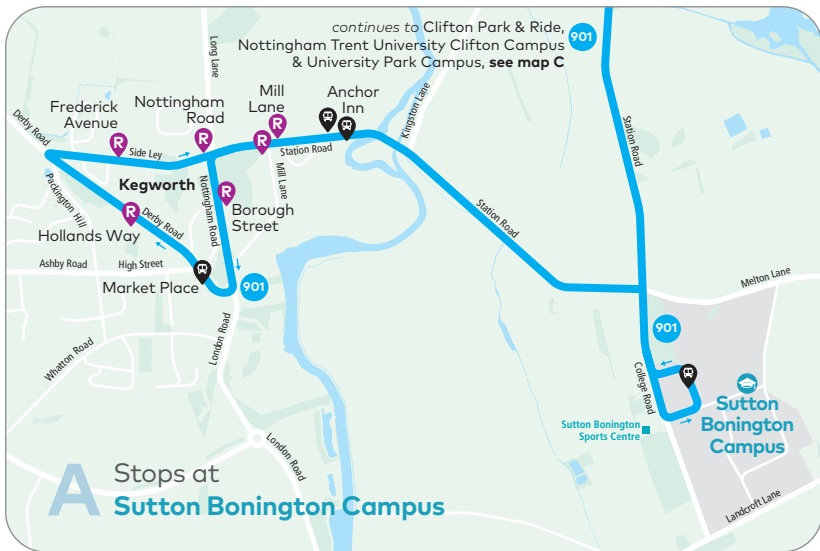 continues to Clifton Park & Ride,
Nottingham Trent University Clifton Campus
& University Park Campus, see map C
901
Long Lane
Mill
Lane
Anchor
Inn
Nottingham
Road
Frederick
Avenue
Derby Road
R
R
R
R
Side Ley
Station Road
Kingston Lane
Station Road
Mill Lane
Kegworth
Packington Hill
Nottingham Road
R
Borough
Street
R
Derby Road
Hollands Way
Station Road
Ashby Road
High Street
Market Place
901
Melton Lane
London Road
Whatton Road
901
College Road
Sutton
Bonington
Campus
Sutton Bonington
Sports Centre
London Road
Landcroft Lane
A
Stops at
Sutton Bonington Campus